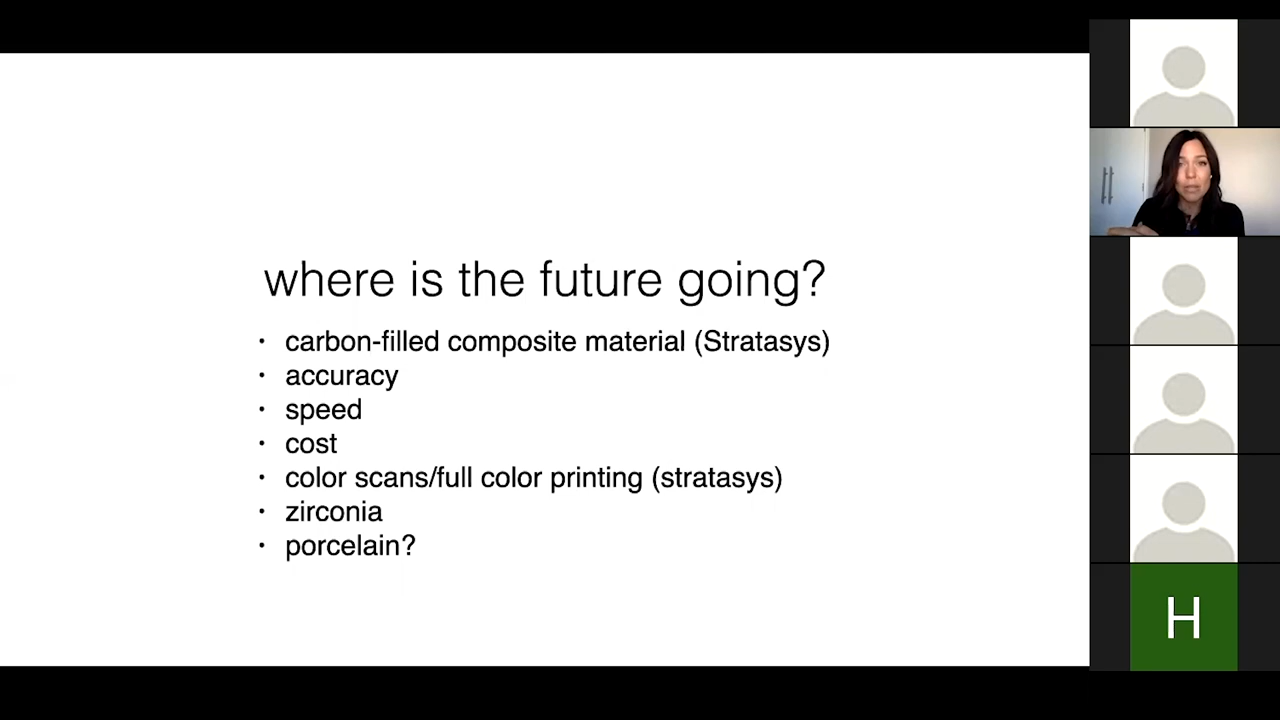 where is the future going?
• carbon-filled composite material (Stratasys)
• accuracy
• speed
• cost
• color scans/full color printing (stratasys)
• zirconia
• porcelain?
H